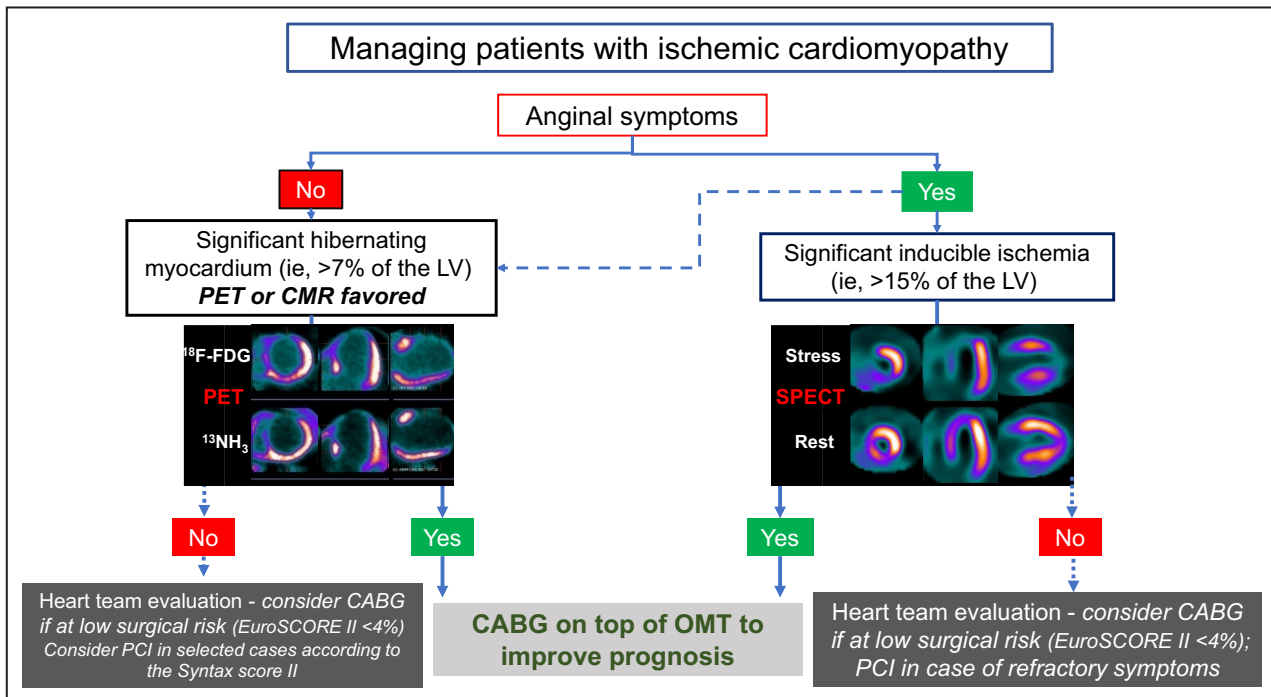 Managing patients with ischemic cardiomyopathy
Anginal symptoms
No
Yes
Significant hibernating
myocardium (ie, >7% of the LV)
PET or CMR favored
Significant inducible ischemia
(ie, >15% of the LV)
18F-FDG
PET
13NH3
Stress
SPECT
Rest
No
Yes
Yes
No
Heart team evaluation - consider CABG
if at low surgical risk (EuroSCORE II <4%)
Consider PCI in selected cases according to
the Syntax score II
CABG on top of OMT to
improve prognosis
Heart team evaluation - consider CABG
if at low surgical risk (EuroSCORE II <4%);
PCI in case of refractory symptoms